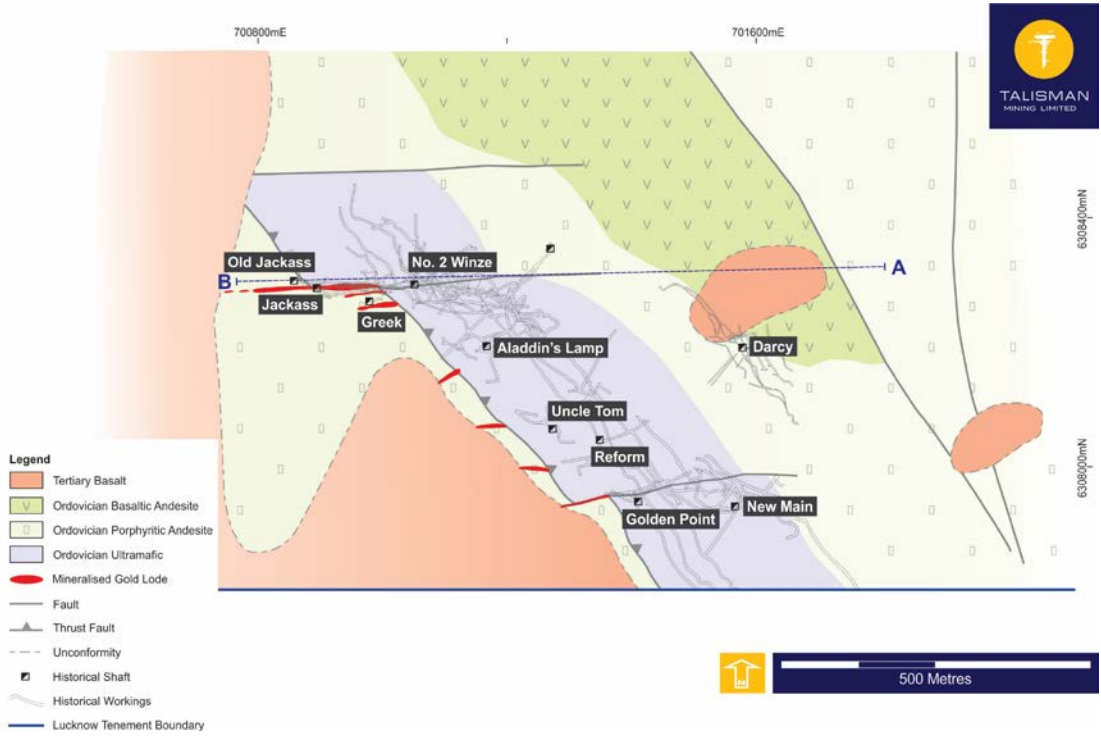 700800mE
701600mE
TALISMAN
MINING LIMITED
6308400mN
Old Jackass
No. 2 Winze
B
A
Jackass
Greek
Aladdin's Lamp
Darcy
Uncle Tom
Reform
6308000mN
Golden Point
New Main
Legend
Tertiary Basalt
V
Ordovician Basaltic Andesite
Ordovician Porphyritic Andesite
Ordovician Ultramafic
Mineralised Gold Lode
Fault
Thrust Fault
Unconformity
Historical Shaft
Historical Workings
Lucknow Tenement Boundary
N
500 Metres